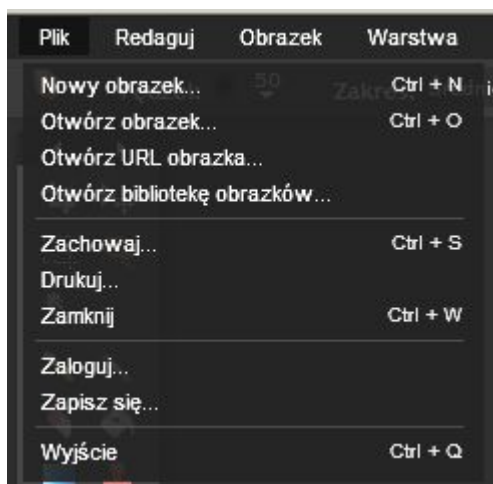 Plik Redaguj Obrazek Warstwa
Nowy obrazek... Ctrl + N
Otwórz obrazek... Ctrl + O
Otwórz URL obrazka...
Otwórz bibliotekę obrazków...
Zachowaj... Ctrl + S
Drukuj...
Zamknij Ctrl + W
Zaloguj...
Zapisz się...
Wyjście Ctrl + Q